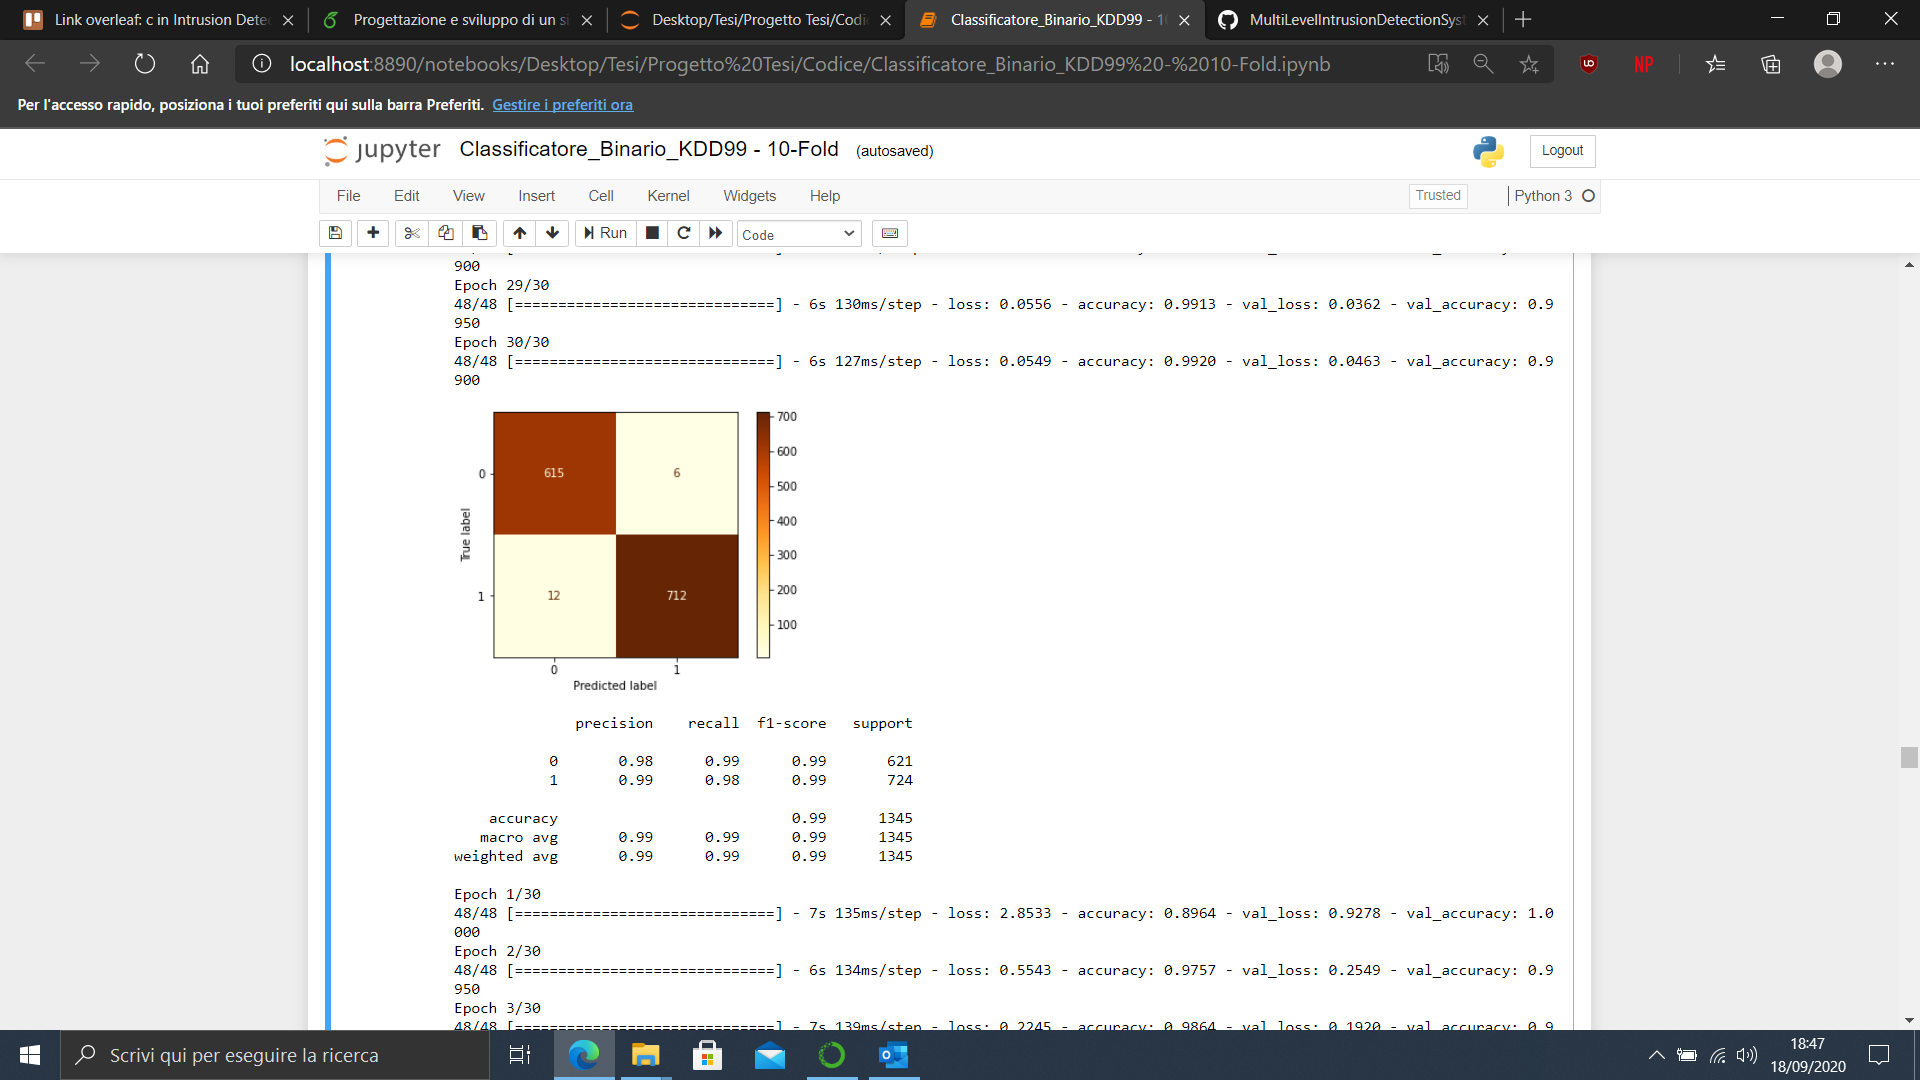 Link overleaf: c in Intrusion Detec
Progettazione e sviluppo di un si
Desktop/Tesi/Progetto Tesi/Codic
Classificatore_Binario_KDD99 - 1
MultiLevelIntrusionDetectionSyst
localhost:8890/notebooks/Desktop/Tesi/Progetto%20Tesi/Codice/Classificatore_Binario_KDD99%20-%2010-Fold.ipynb
NP
Per l'accesso rapido, posiziona i tuoi preferiti qui sulla barra Preferiti. Gestire i preferiti ora
jupyter Classificatore_Binario_KDD99 - 10-Fold (autosaved)
Logout
File Edit View Insert Cell Kernel Widgets Help
Trusted
Python 3
Run
Code
900
Epoch 29/30
48/48 [==============================] - 6s 130ms/step - loss: 0.0556 - accuracy: 0.9913 - val_loss: 0.0362 - val_accuracy: 0.9
950
Epoch 30/30
48/48 [==============================] - 6s 127ms/step - loss: 0.0549 - accuracy: 0.9920 - val_loss: 0.0463 - val_accuracy: 0.9
900
700
600
500
400
300
200
100
0 615 6
True label
1 12 712
0 1
Predicted label
precision recall f1-score support
0 0.98 0.99 0.99 621
1 0.99 0.98 0.99 724
accuracy 0.99 1345
macro avg 0.99 0.99 0.99 1345
weighted avg 0.99 0.99 0.99 1345
Epoch 1/30
48/48 [==============================] - 7s 135ms/step - loss: 2.8533 - accuracy: 0.8964 - val_loss: 0.9278 - val_accuracy: 1.0
000
Epoch 2/30
48/48 [==============================] - 6s 134ms/step - loss: 0.5543 - accuracy: 0.9757 - val_loss: 0.2549 - val_accuracy: 0.9
950
Epoch 3/30
48/48 [==============================] - 7s 139ms/step - loss: 0.2245 - accuracy: 0.9864 - val_loss: 0.1920 - val_accuracy: 0.9
Scrivi qui per eseguire la ricerca
18:47
18/09/2020